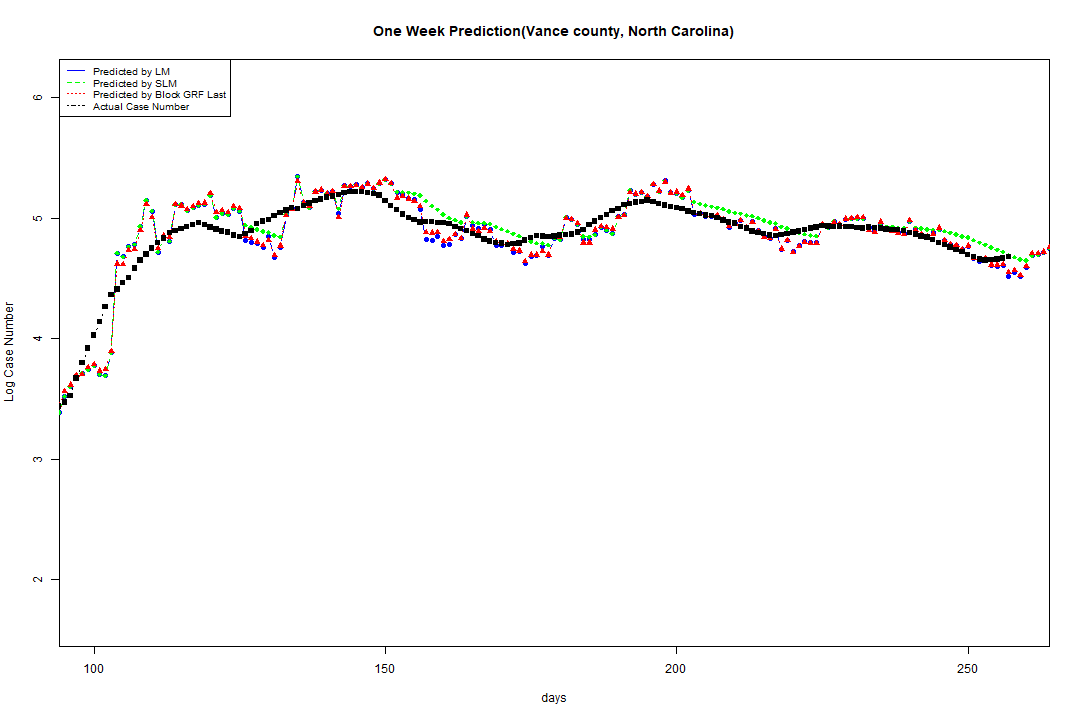 One Week Prediction(Vance county, North Carolina)
Predicted by LM
Predicted by SLM
Predicted by Block GRF Last
Actual Case Number
6
5
4
3
2
Log Case Number
100 150 200 250
days